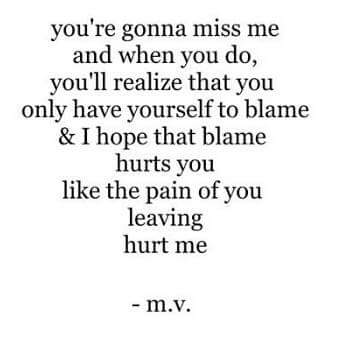 you're gonna miss me
and when you do,
you'll realize that you
only have yourself to blame
& I hope that blame
hurts you
like the pain of you
leaving
hurt me
- m.v.